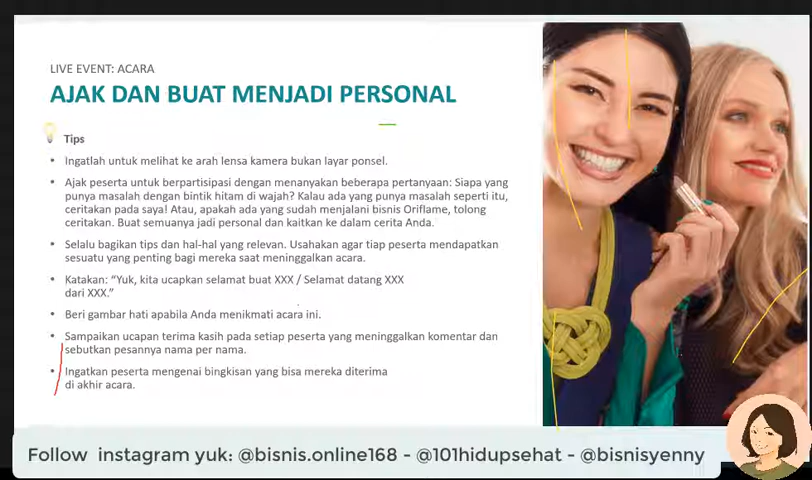 LIVE EVENT: ACARA
AJAK DAN BUAT MENJADI PERSONAL
Tips
• Ingatlah untuk melihat ke arah lensa kamera bukan layar ponsel.
• Ajak peserta untuk berpartisipasi dengan menanyakan beberapa pertanyaan: Siapa yang
punya masalah dengan bintik hitam di wajah? Kalau ada yang punya masalah seperti itu,
ceritakan pada saya! Atau, apakah ada yang sudah menjalani bisnis Oriflame, tolong
ceritakan. Buat semuanya jadi personal dan kaitkan ke dalam cerita Anda.
• Selalu bagikan tips dan hal-hal yang relevan. Usahakan agar tiap peserta mendapatkan
sesuatu yang penting bagi mereka saat meninggalkan acara.
• Katakan: “Yuk, kita ucapkan selamat buat XXX / Selamat datang XXX
dari XXX.”
• Beri gambar hati apabila Anda menikmati acara ini.
• Sampaikan ucapan terima kasih pada setiap peserta yang meninggalkan komentar dan
sebutkan pesannya nama per nama.
• Ingatkan peserta mengenai bingkisan yang bisa mereka diterima
di akhir acara.
Follow instagram yuk: @bisnis.online168 - @101hidupsehat - @bisnisyenny